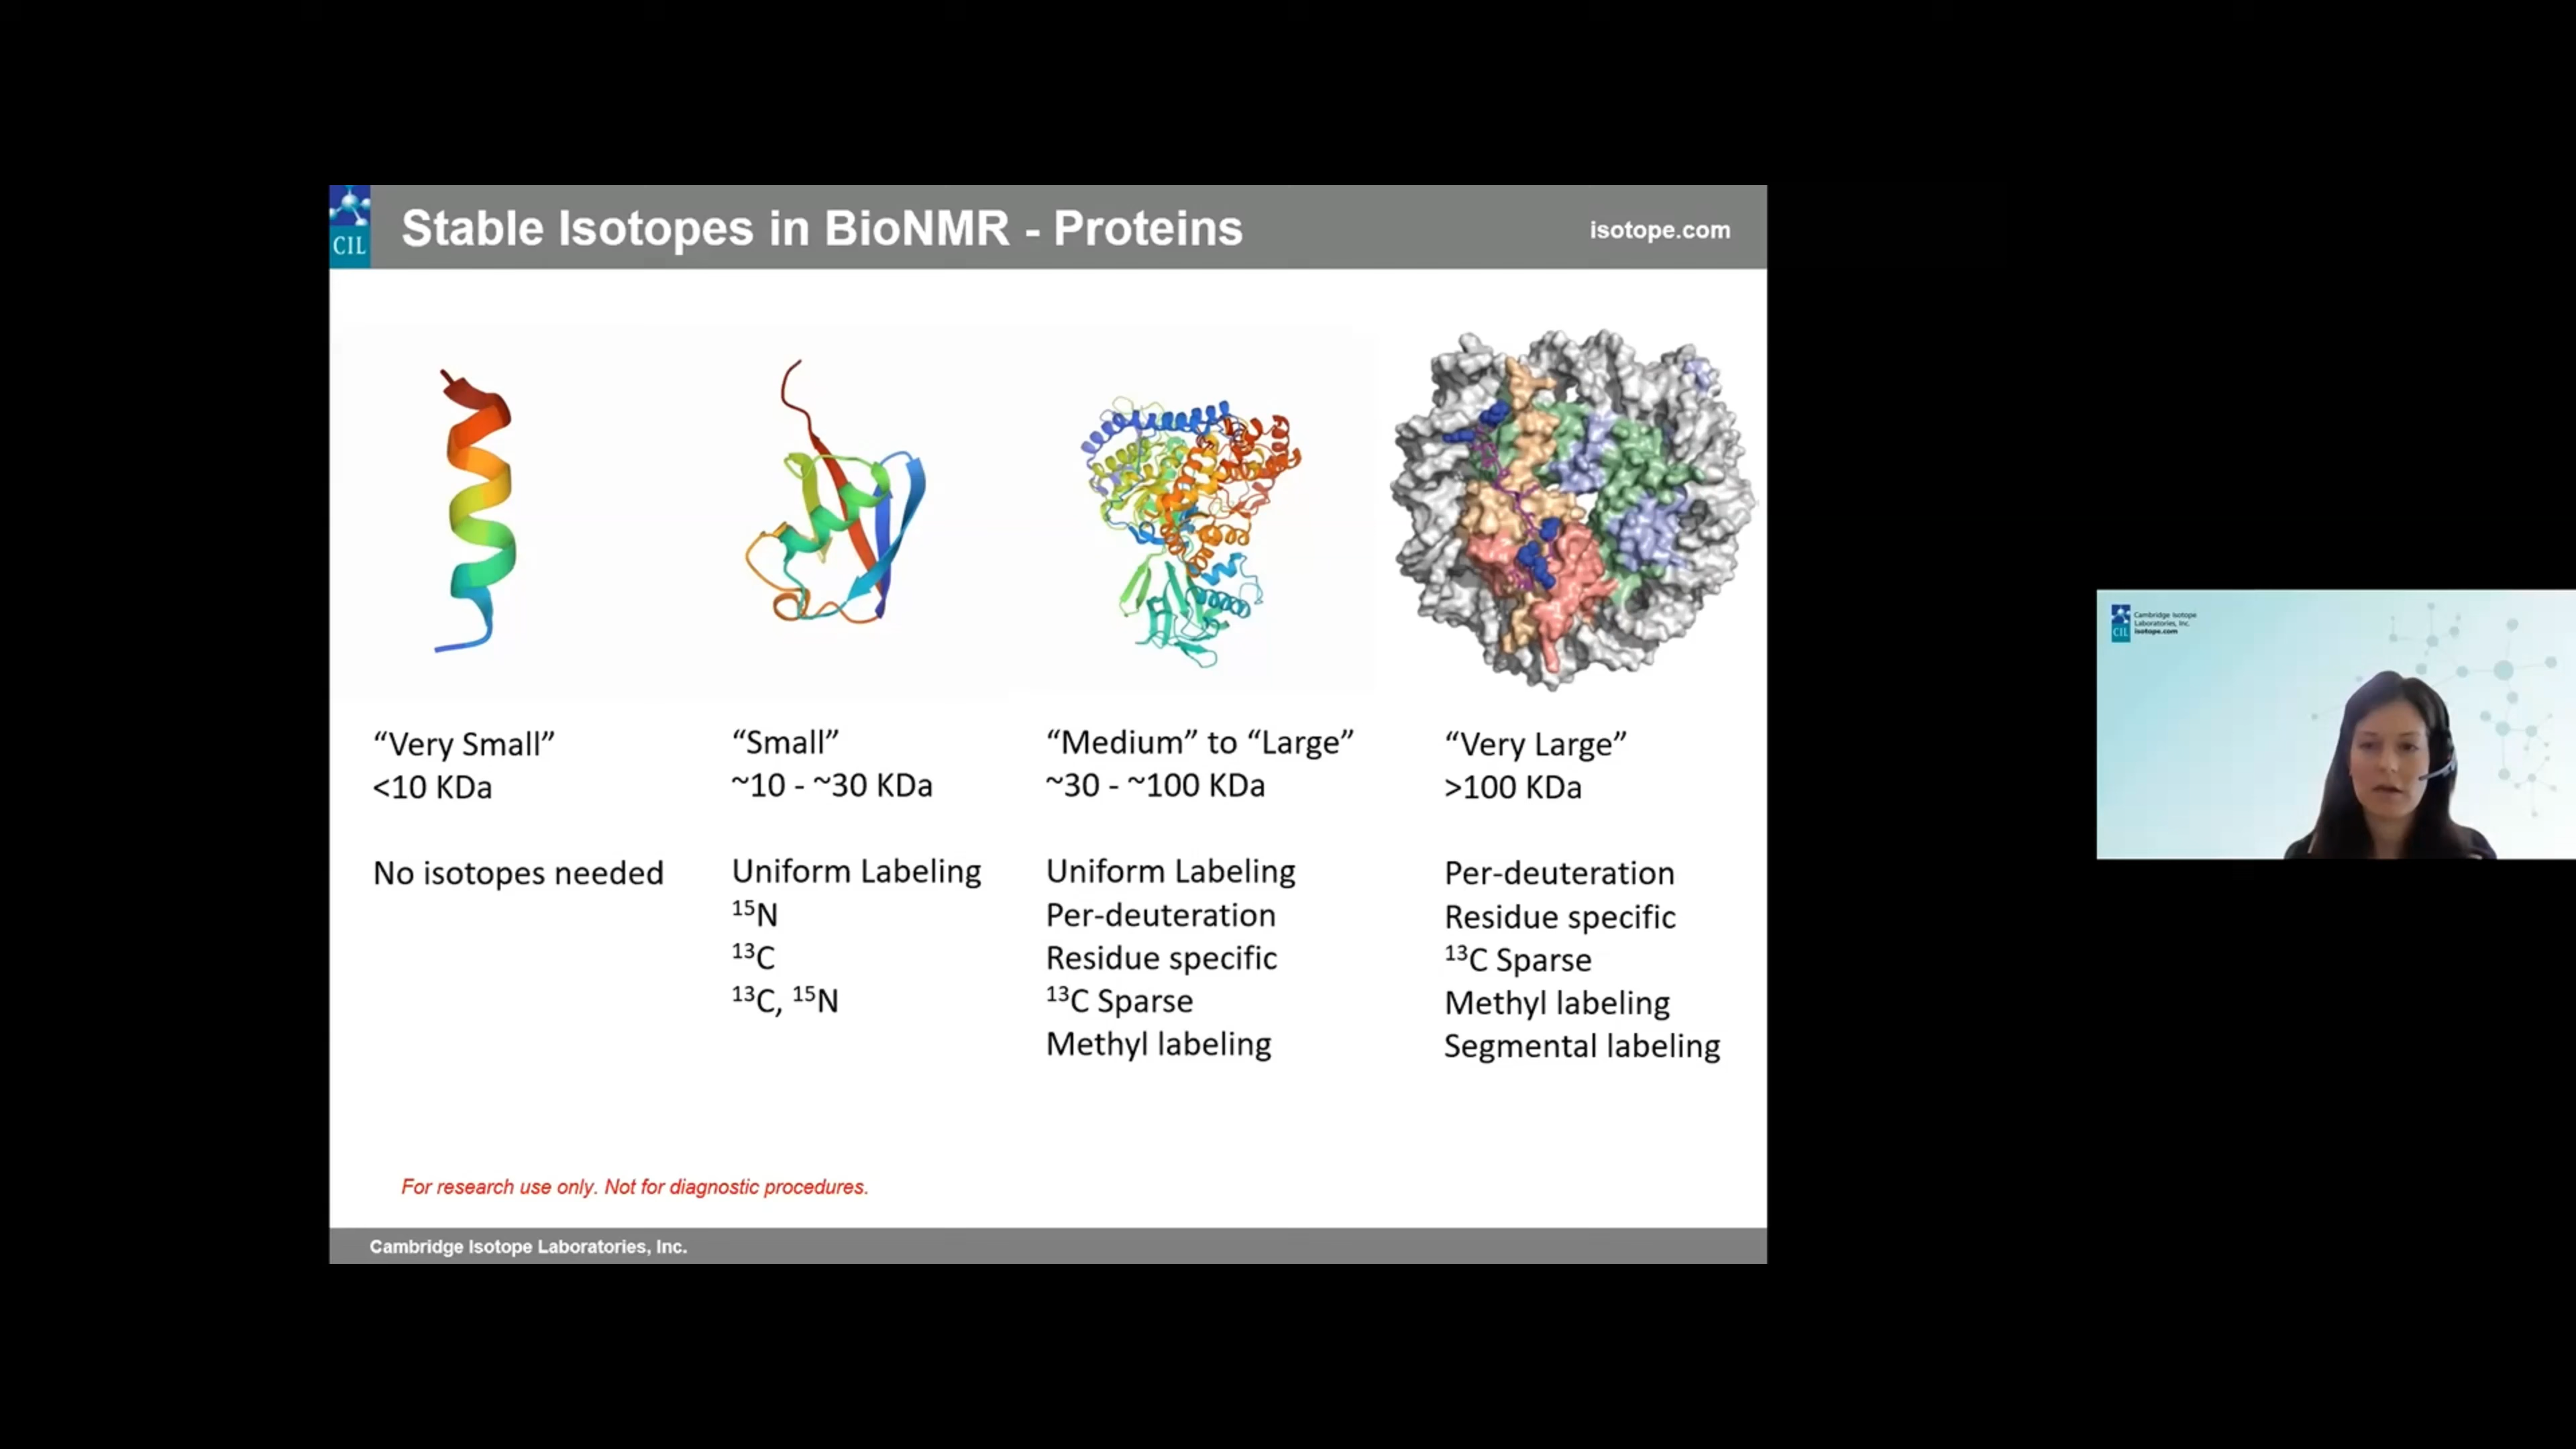 CIL
Stable Isotopes in BioNMR - Proteins
isotope.com
“Very Small”
<10 KDa
No isotopes needed
“Small”
~10 - ~30 KDa
Uniform Labeling
¹⁵N
¹³C
¹³C, ¹⁵N
“Medium” to “Large”
~30 - ~100 KDa
Uniform Labeling
Per-deuteration
Residue specific
¹³C Sparse
Methyl labeling
“Very Large”
>100 KDa
Per-deuteration
Residue specific
¹³C Sparse
Methyl labeling
Segmental labeling
For research use only. Not for diagnostic procedures.
Cambridge Isotope Laboratories, Inc.
CIL
Cambridge Isotope
Laboratories, Inc.
isotope.com